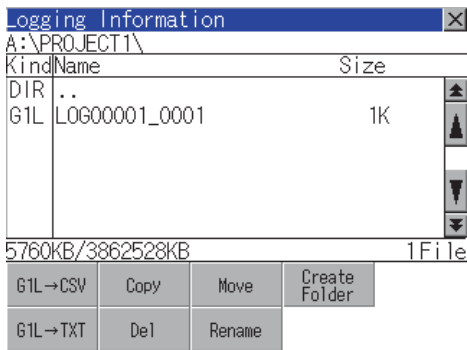 Logging Information
A:\PROJECT1\
Kind Name Size
DIR ..
G1L LOG00001_0001 1K
5760KB/3862528KB 1File
G1L→CSV Copy Move Create Folder
G1L→TXT Del Rename